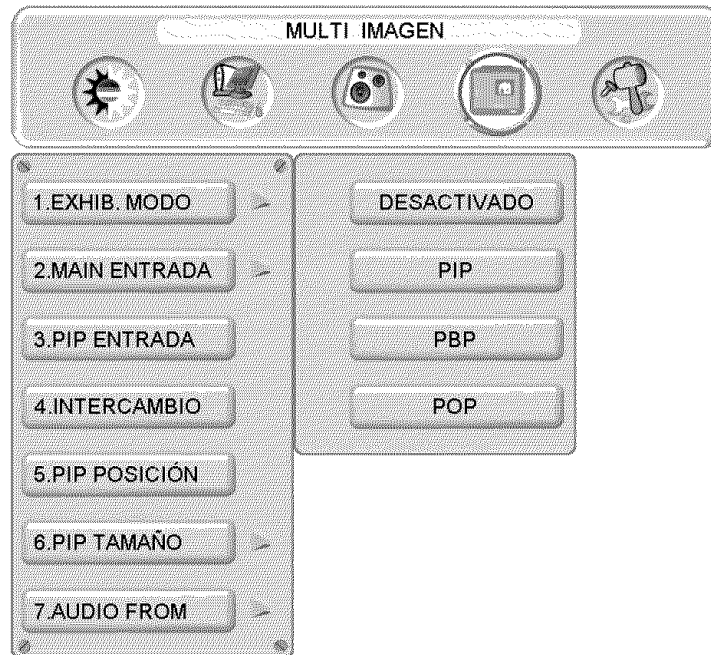 MULTI IMAGEN
1.EXHIB. MODO
2.MAIN ENTRADA
3.PIP ENTRADA
4.INTERCAMBIO
5.PIP POSICIÓN
6.PIP TAMAÑO
7.AUDIO FROM
DESACTIVADO
PIP
PBP
POP